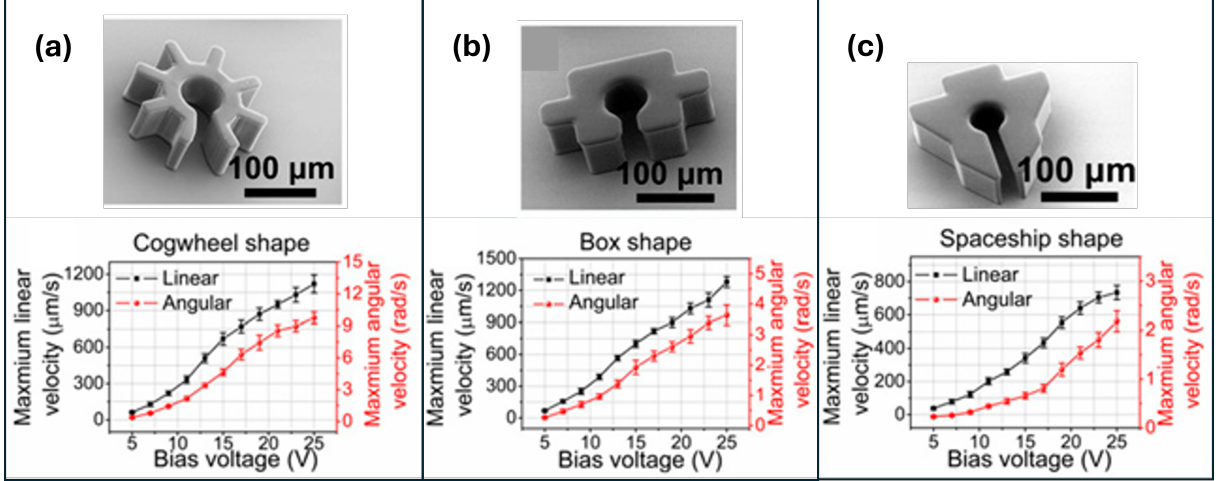 (a)
100 μm
Cogwheel shape
Maxmium linear
velocity (μm/s)
1200
900
600
300
0
Linear
Angular
15
12
9
6
3
0
Maxmium angular
velocity (rad/s)
5 10 15 20 25
Bias voltage (V)
(b)
100 μm
Box shape
Maxmium linear
velocity (μm/s)
1500
1200
900
600
300
0
Linear
Angular
5
4
3
2
1
0
Maxmium angular
velocity (rad/s)
5 10 15 20 25
Bias voltage (V)
(c)
100 μm
Spaceship shape
Maxmium linear
velocity (μm/s)
800
600
400
200
0
Linear
Angular
3
2
1
0
Maxmium angular
velocity (rad/s)
5 10 15 20 25
Bias voltage (V)